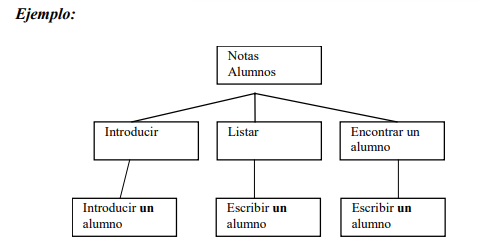 Ejemplo:
Notas
Alumnos
Introducir
Listar
Encontrar un
alumno
Introducir un
alumno
Escribir un
alumno
Escribir un
alumno